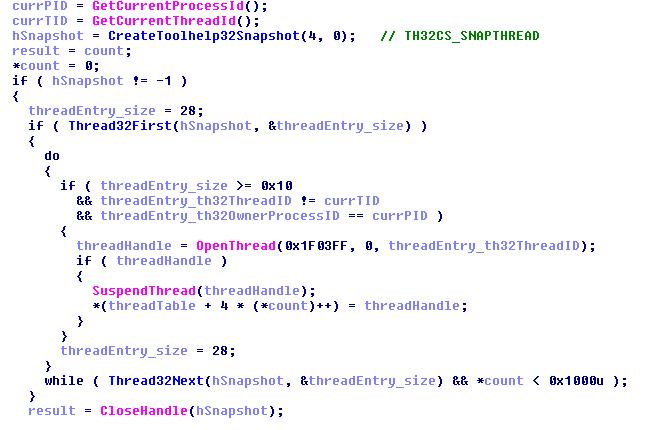 currPID = GetCurrentProcessId();
currTID = GetCurrentThreadId();
hSnapshot = CreateToolhelp32Snapshot(4, 0);   // TH32CS_SNAPTHREAD
result = count;
*count = 0;
if ( hSnapshot != -1 )
{
  threadEntry_size = 28;
  if ( Thread32First(hSnapshot, &threadEntry_size) )
  {
    do
    {
      if ( threadEntry_size >= 0x10
        && threadEntry_th32ThreadID != currTID
        && threadEntry_th32OwnerProcessID == currPID )
      {
        threadHandle = OpenThread(0x1F03FF, 0, threadEntry_th32ThreadID);
        if ( threadHandle )
        {
          SuspendThread(threadHandle);
          *(threadTable + 4 * (*count)++) = threadHandle;
        }
      }
      threadEntry_size = 28;
    }
    while ( Thread32Next(hSnapshot, &threadEntry_size) && *count < 0x1000u );
  }
  result = CloseHandle(hSnapshot);